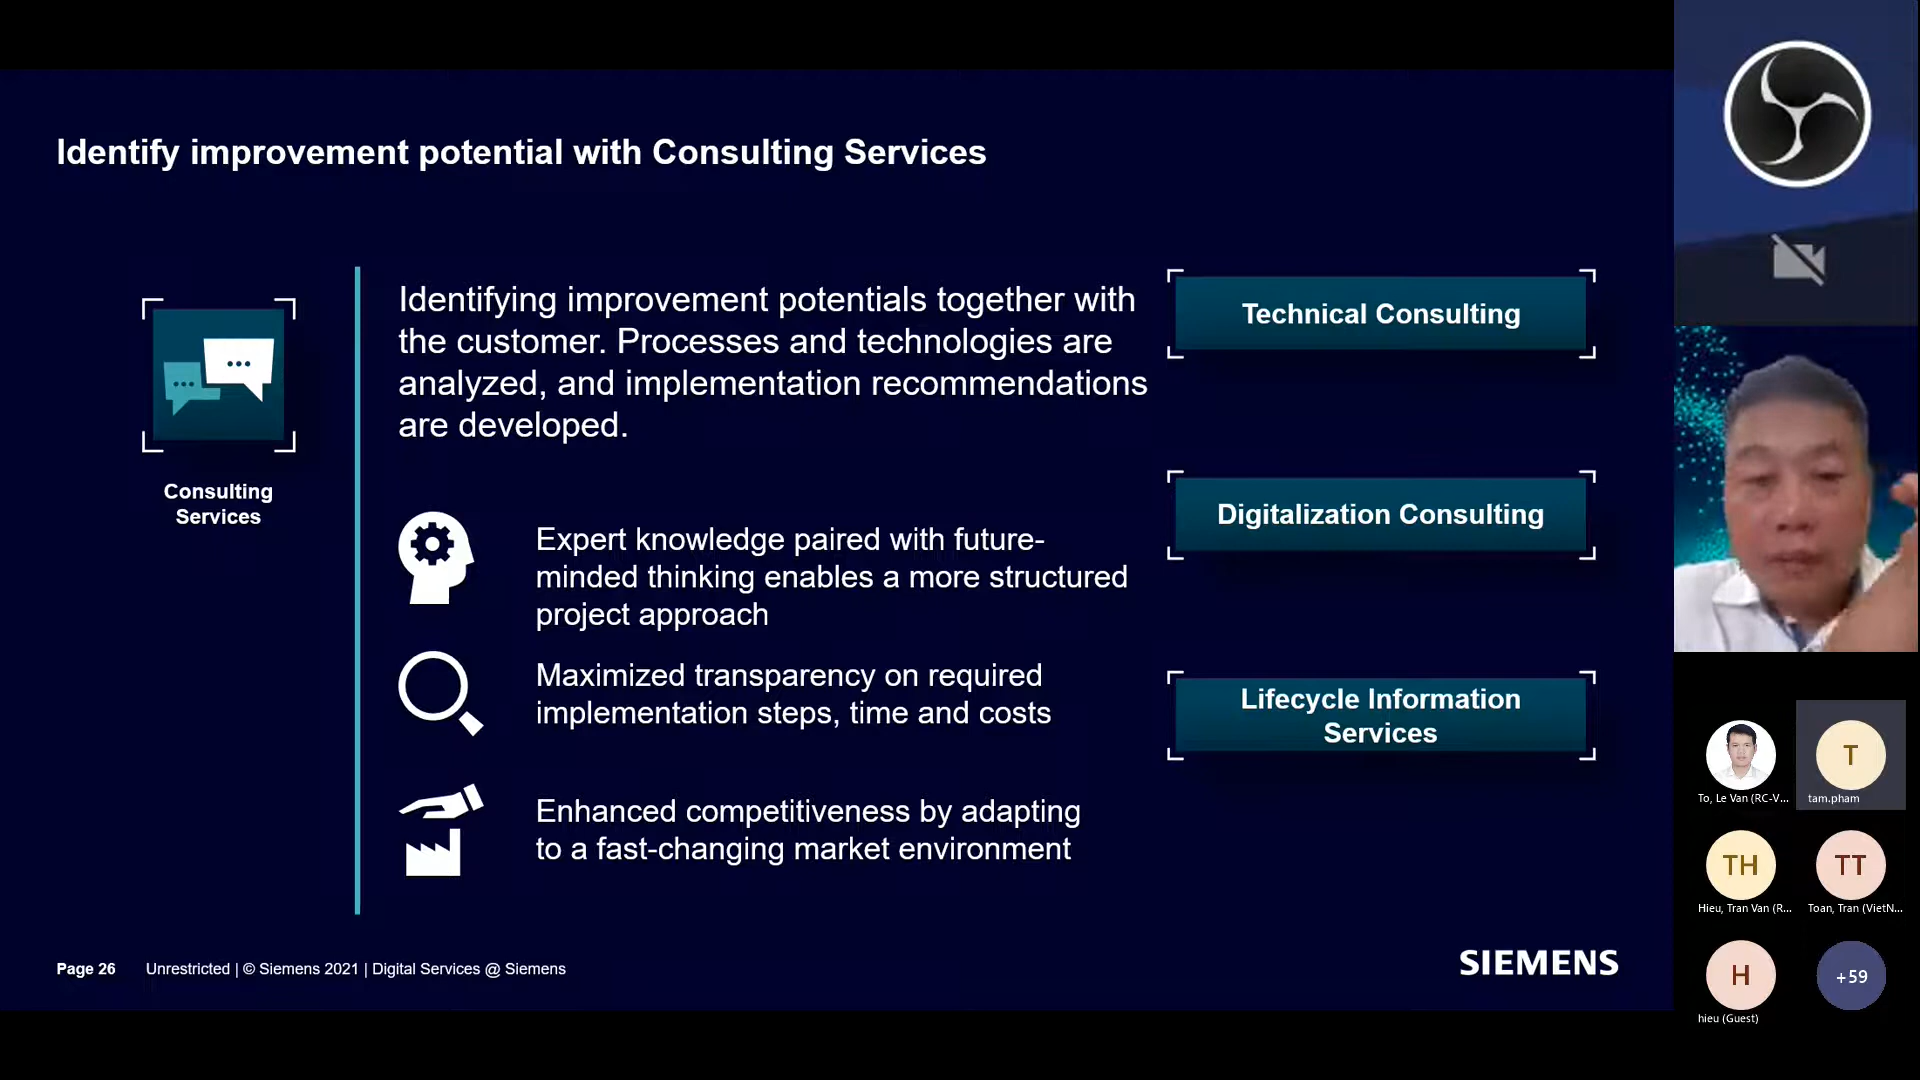 Identify improvement potential with Consulting Services
Consulting
Services
Identifying improvement potentials together with
the customer. Processes and technologies are
analyzed, and implementation recommendations
are developed.
Expert knowledge paired with future-
minded thinking enables a more structured
project approach
Maximized transparency on required
implementation steps, time and costs
Enhanced competitiveness by adapting
to a fast-changing market environment
Technical Consulting
Digitalization Consulting
Lifecycle Information
Services
Page 26
Unrestricted | © Siemens 2021 | Digital Services @ Siemens
SIEMENS
To, Le Van (RC-V...
T
tam.pham
TH
Hieu, Tran Van (R...
TT
Toan, Tran (VietN...
H
hieu (Guest)
+59